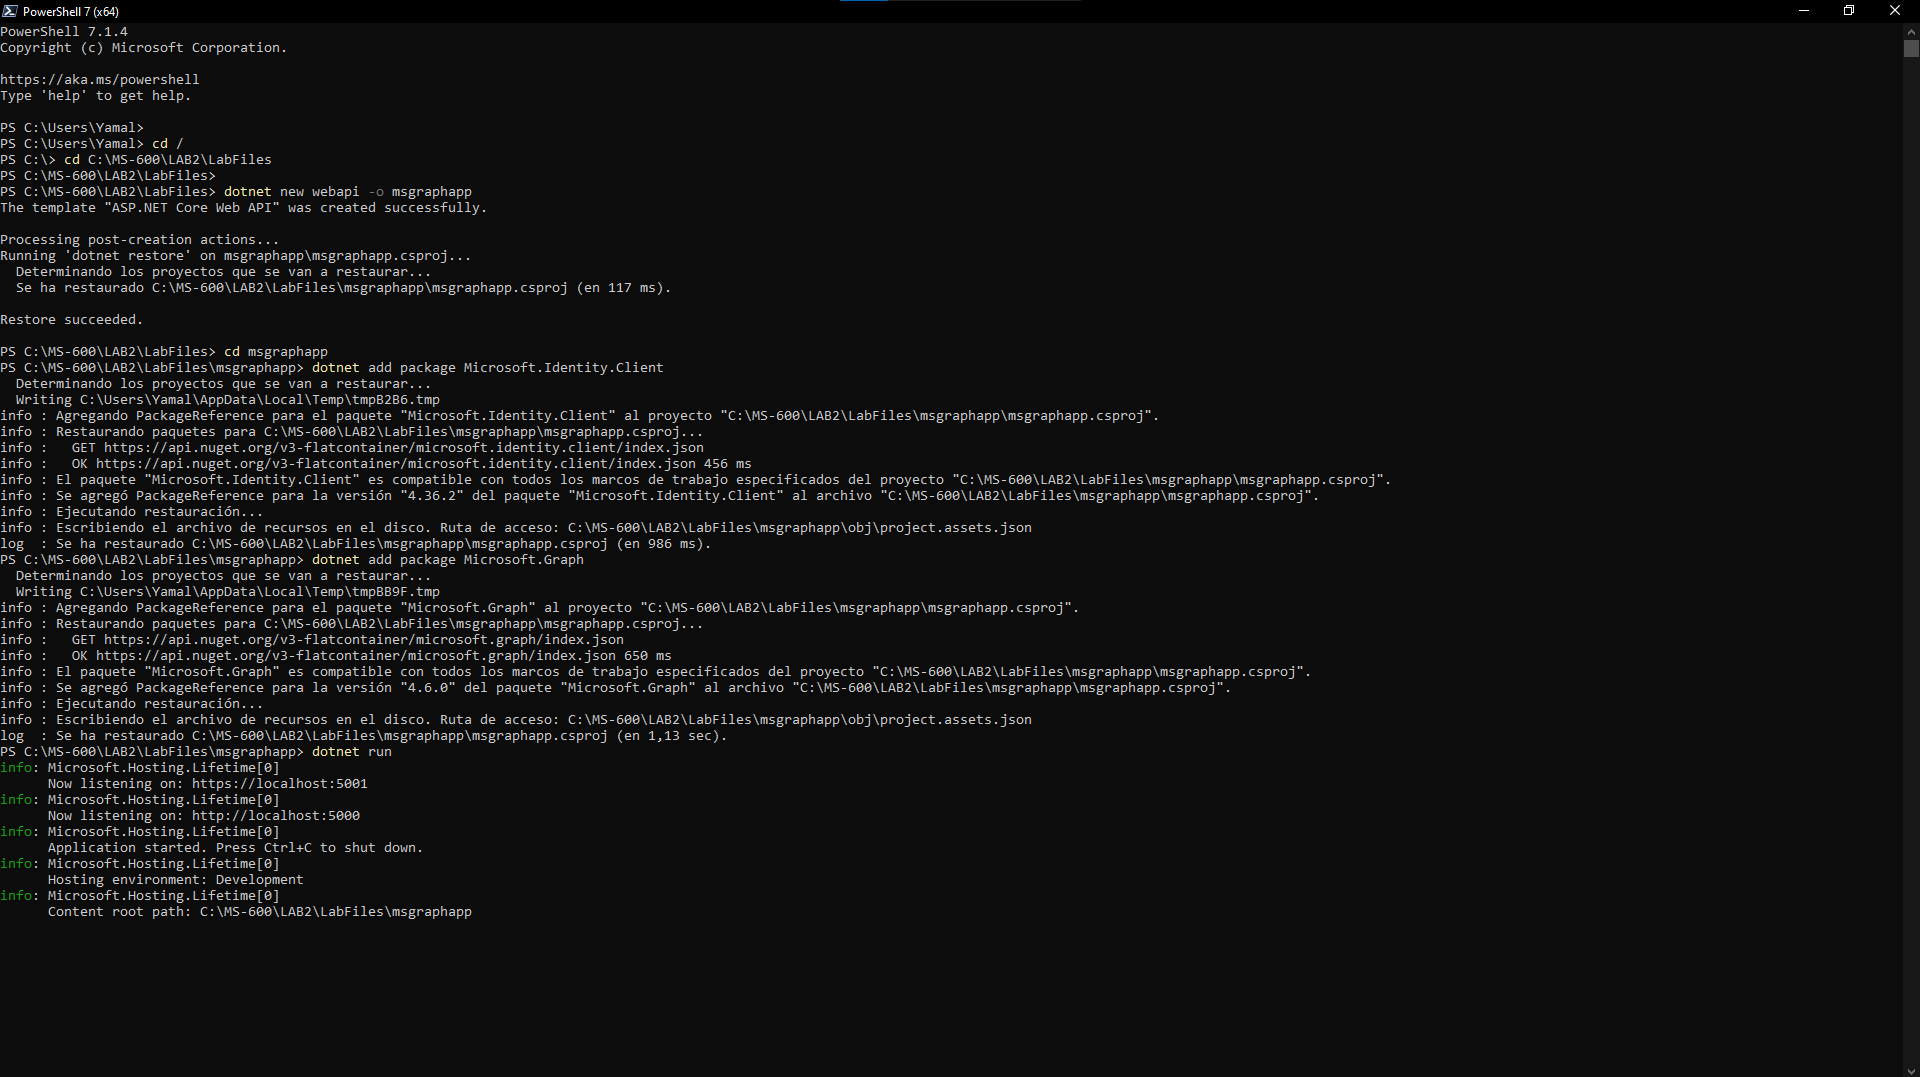 PowerShell 7 (x64)
PowerShell 7.1.4
Copyright (c) Microsoft Corporation.
https://aka.ms/powershell
Type 'help' to get help.
PS C:\Users\Yamal>
PS C:\Users\Yamal> cd /
PS C:\> cd C:\MS-600\LAB2\LabFiles
PS C:\MS-600\LAB2\LabFiles>
PS C:\MS-600\LAB2\LabFiles> dotnet new webapi -o msgraphapp
The template "ASP.NET Core Web API" was created successfully.
Processing post-creation actions...
Running 'dotnet restore' on msgraphapp\msgraphapp.csproj...
  Determinando los proyectos que se van a restaurar...
  Se ha restaurado C:\MS-600\LAB2\LabFiles\msgraphapp\msgraphapp.csproj (en 117 ms).
Restore succeeded.
PS C:\MS-600\LAB2\LabFiles> cd msgraphapp
PS C:\MS-600\LAB2\LabFiles\msgraphapp> dotnet add package Microsoft.Identity.Client
  Determinando los proyectos que se van a restaurar...
  Writing C:\Users\Yamal\AppData\Local\Temp\tmpB2B6.tmp
info : Agregando PackageReference para el paquete "Microsoft.Identity.Client" al proyecto "C:\MS-600\LAB2\LabFiles\msgraphapp\msgraphapp.csproj".
info : Restaurando paquetes para C:\MS-600\LAB2\LabFiles\msgraphapp\msgraphapp.csproj...
info :   GET https://api.nuget.org/v3-flatcontainer/microsoft.identity.client/index.json
info :   OK https://api.nuget.org/v3-flatcontainer/microsoft.identity.client/index.json 456 ms
info : El paquete "Microsoft.Identity.Client" es compatible con todos los marcos de trabajo especificados del proyecto "C:\MS-600\LAB2\LabFiles\msgraphapp\msgraphapp.csproj".
info : Se agregó PackageReference para la versión "4.36.2" del paquete "Microsoft.Identity.Client" al archivo "C:\MS-600\LAB2\LabFiles\msgraphapp\msgraphapp.csproj".
info : Ejecutando restauración...
info : Escribiendo el archivo de recursos en el disco. Ruta de acceso: C:\MS-600\LAB2\LabFiles\msgraphapp\obj\project.assets.json
log  : Se ha restaurado C:\MS-600\LAB2\LabFiles\msgraphapp\msgraphapp.csproj (en 986 ms).
PS C:\MS-600\LAB2\LabFiles\msgraphapp> dotnet add package Microsoft.Graph
  Determinando los proyectos que se van a restaurar...
  Writing C:\Users\Yamal\AppData\Local\Temp\tmpBB9F.tmp
info : Agregando PackageReference para el paquete "Microsoft.Graph" al proyecto "C:\MS-600\LAB2\LabFiles\msgraphapp\msgraphapp.csproj".
info : Restaurando paquetes para C:\MS-600\LAB2\LabFiles\msgraphapp\msgraphapp.csproj...
info :   GET https://api.nuget.org/v3-flatcontainer/microsoft.graph/index.json
info :   OK https://api.nuget.org/v3-flatcontainer/microsoft.graph/index.json 650 ms
info : El paquete "Microsoft.Graph" es compatible con todos los marcos de trabajo especificados del proyecto "C:\MS-600\LAB2\LabFiles\msgraphapp\msgraphapp.csproj".
info : Se agregó PackageReference para la versión "4.6.0" del paquete "Microsoft.Graph" al archivo "C:\MS-600\LAB2\LabFiles\msgraphapp\msgraphapp.csproj".
info : Ejecutando restauración...
info : Escribiendo el archivo de recursos en el disco. Ruta de acceso: C:\MS-600\LAB2\LabFiles\msgraphapp\obj\project.assets.json
log  : Se ha restaurado C:\MS-600\LAB2\LabFiles\msgraphapp\msgraphapp.csproj (en 1,13 sec).
PS C:\MS-600\LAB2\LabFiles\msgraphapp> dotnet run
info: Microsoft.Hosting.Lifetime[0]
      Now listening on: https://localhost:5001
info: Microsoft.Hosting.Lifetime[0]
      Now listening on: http://localhost:5000
info: Microsoft.Hosting.Lifetime[0]
      Application started. Press Ctrl+C to shut down.
info: Microsoft.Hosting.Lifetime[0]
      Hosting environment: Development
info: Microsoft.Hosting.Lifetime[0]
      Content root path: C:\MS-600\LAB2\LabFiles\msgraphapp